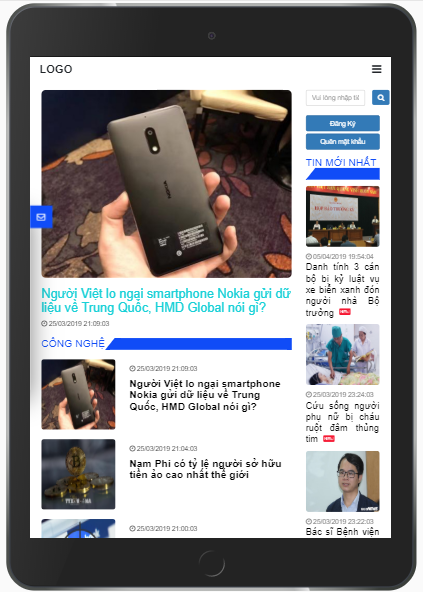 LOGO
Vui lòng nhập tê
Đăng Ký
Quên mật khẩu
TIN MỚI NHẤT
Người Việt lo ngại smartphone Nokia gửi dữ
liệu về Trung Quốc, HMD Global nói gì?
25/03/2019 21:09:03
CÔNG NGHỆ
25/03/2019 21:09:03
Người Việt lo ngại smartphone
Nokia gửi dữ liệu về Trung
Quốc, HMD Global nói gì?
25/03/2019 21:04:03
Nam Phi có tỷ lệ người sở hữu
tiền ảo cao nhất thế giới
25/03/2019 21:00:03
05/04/2019 19:54:04
Danh tính 3 cán
bộ bị kỷ luật vụ
xe biển xanh đón
người nhà Bộ
trưởng
25/03/2019 23:24:03
Cứu sống người
phụ nữ bị cháu
ruột đâm thủng
tim
25/03/2019 23:22:03
Bác sĩ Bệnh viện